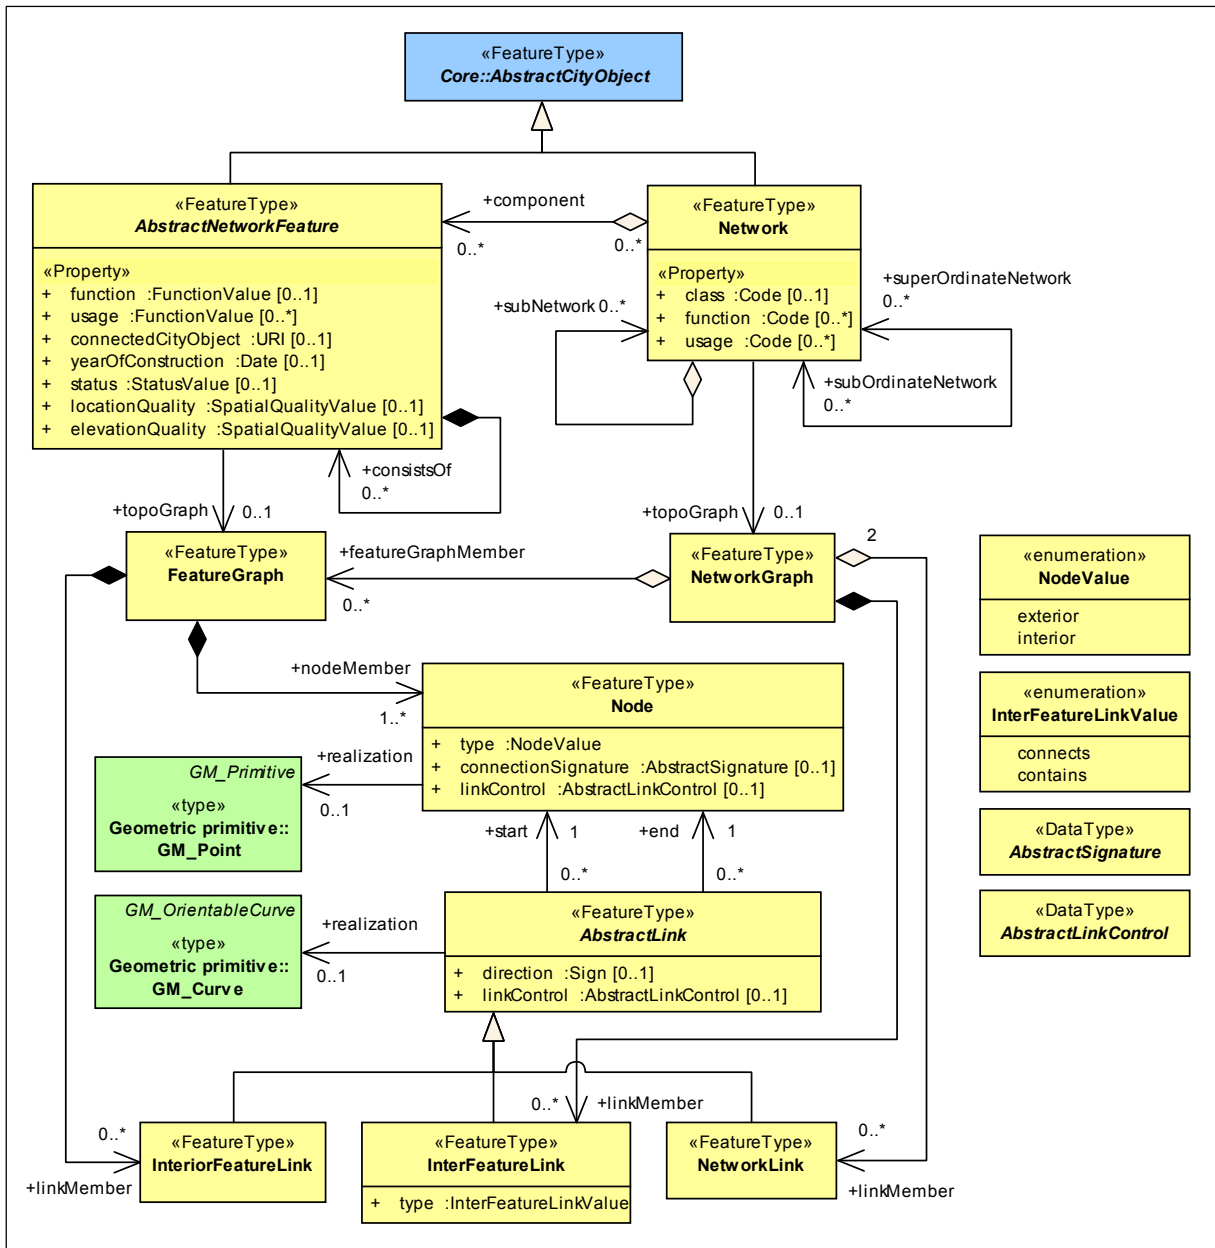 «FeatureType»
Core::AbstractCityObject
«FeatureType»
AbstractNetworkFeature
«Property»
+ function :FunctionValue [0..1]
+ usage :FunctionValue [0..*]
+ connectedCityObject :URI [0..1]
+ yearOfConstruction :Date [0..1]
+ status :StatusValue [0..1]
+ locationQuality :SpatialQualityValue [0..1]
+ elevationQuality :SpatialQualityValue [0..1]
+component
0..*
0..*
«FeatureType»
Network
«Property»
+ class :Code [0..1]
+ function :Code [0..*]
+ usage :Code [0..*]
+superOrdinateNetwork
0..*
+subNetwork 0..*
+subOrdinateNetwork
0..*
+consistsOf
0..*
+topoGraph
0..1
+topoGraph
0..1
«FeatureType»
FeatureGraph
+featureGraphMember
0..*
«FeatureType»
NetworkGraph
2
«enumeration»
NodeValue
exterior
interior
+nodeMember
1..*
«FeatureType»
Node
+ type :NodeValue
+ connectionSignature :AbstractSignature [0..1]
+ linkControl :AbstractLinkControl [0..1]
«enumeration»
InterFeatureLinkValue
connects
contains
+realization
0..1
GM_Primitive
«type»
Geometric primitive::
GM_Point
+start
1
+end
1
0..*
0..*
«DataType»
AbstractSignature
«DataType»
AbstractLinkControl
GM_OrientableCurve
«type»
Geometric primitive::
GM_Curve
+realization
0..1
«FeatureType»
AbstractLink
+ direction :Sign [0..1]
+ linkControl :AbstractLinkControl [0..1]
0..*
+linkMember
0..*
+linkMember
0..*
+linkMember
«FeatureType»
InteriorFeatureLink
«FeatureType»
InterFeatureLink
+ type :InterFeatureLinkValue
«FeatureType»
NetworkLink